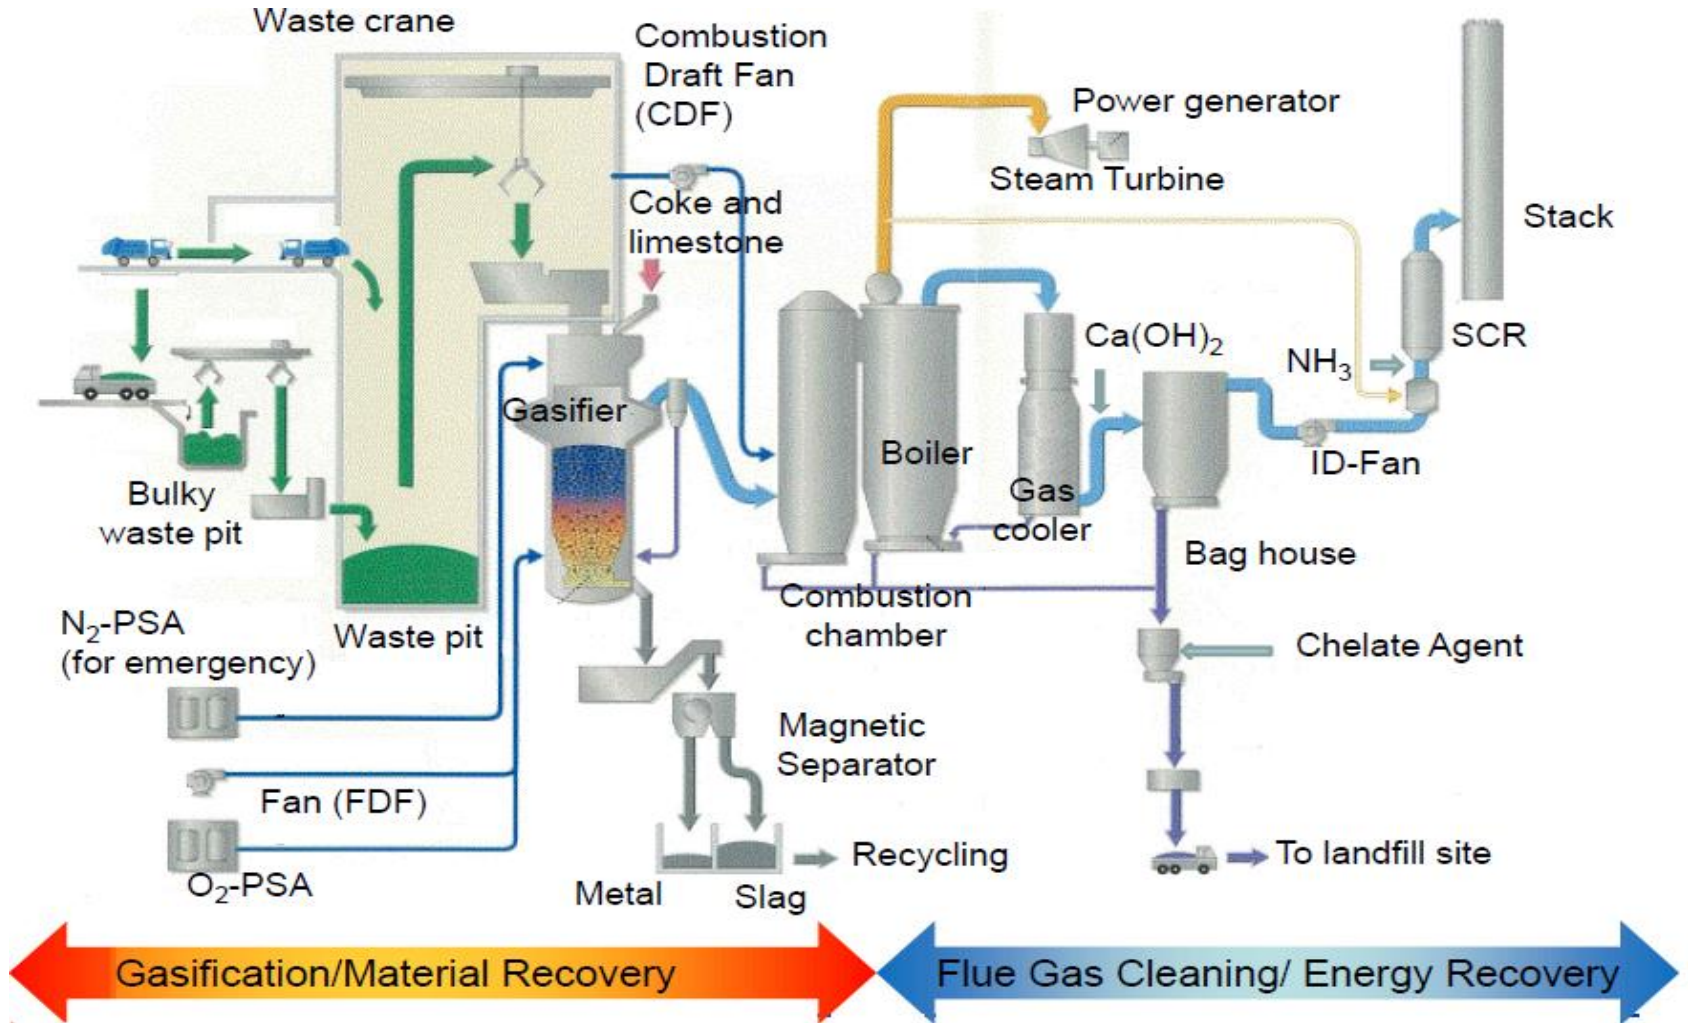 Waste crane
Combustion
Draft Fan
(CDF)
Power generator
Steam Turbine
Coke and
limestone
Stack
Ca(OH)₂
NH₃
SCR
Gasifier
Boiler
ID-Fan
Gas
cooler
Bulky
waste pit
Bag house
Combustion
chamber
N₂-PSA
(for emergency)
Waste pit
Chelate Agent
Magnetic
Separator
Fan (FDF)
Recycling
To landfill site
O₂-PSA
Metal
Slag
Gasification/Material Recovery
Flue Gas Cleaning/ Energy Recovery